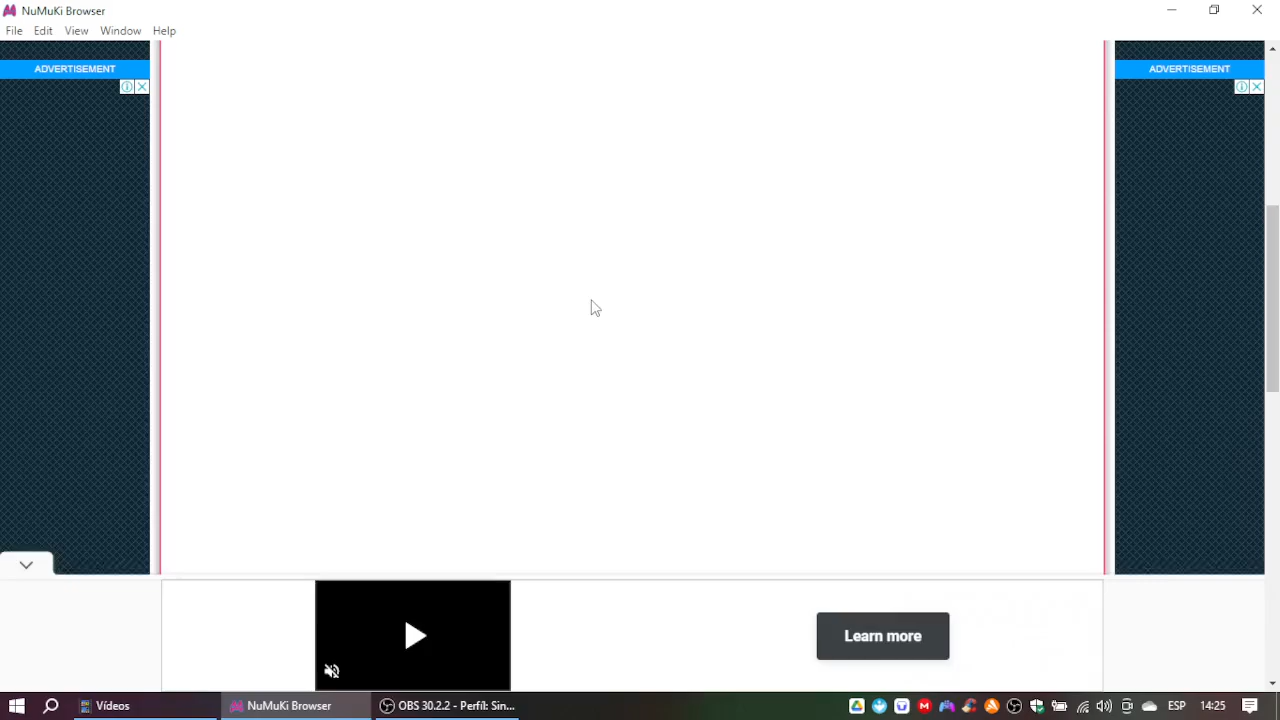 NuMuKi Browser
File Edit View Window Help
ADVERTISEMENT
ADVERTISEMENT
Learn more
Vídeos
NuMuKi Browser
OBS 30.2.2 - Perfil: Sin...
ESP
14:25